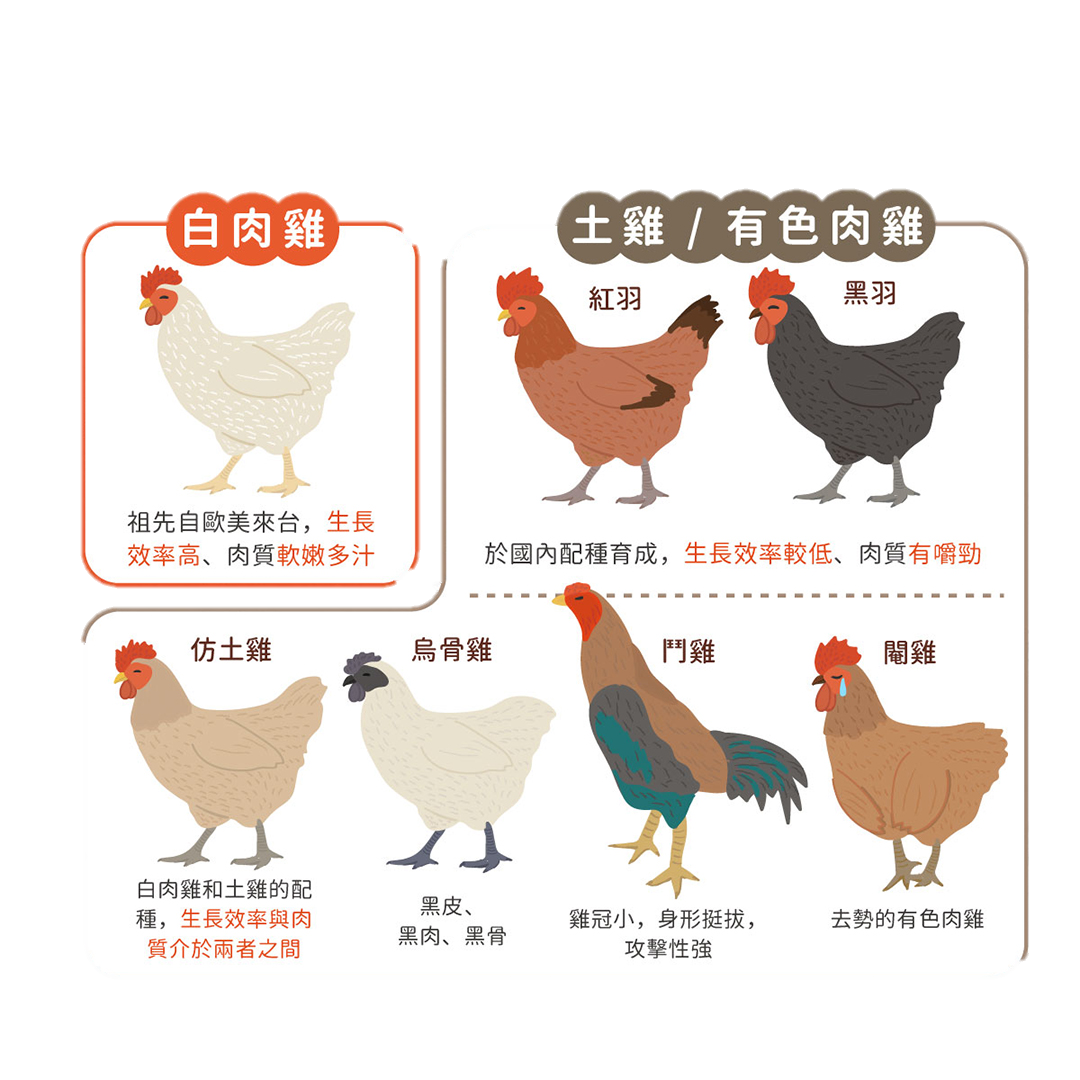 白肉雞
祖先自歐美來台，生長
效率高、肉質軟嫩多汁
土雞 / 有色肉雞
紅羽
黑羽
於國內配種育成，生長效率較低、肉質有嚼勁
仿土雞
白肉雞和土雞的配
種，生長效率與肉
質介於兩者之間
烏骨雞
黑皮、
黑肉、黑骨
鬥雞
雞冠小，身形挺拔，
攻擊性強
閹雞
去勢的有色肉雞